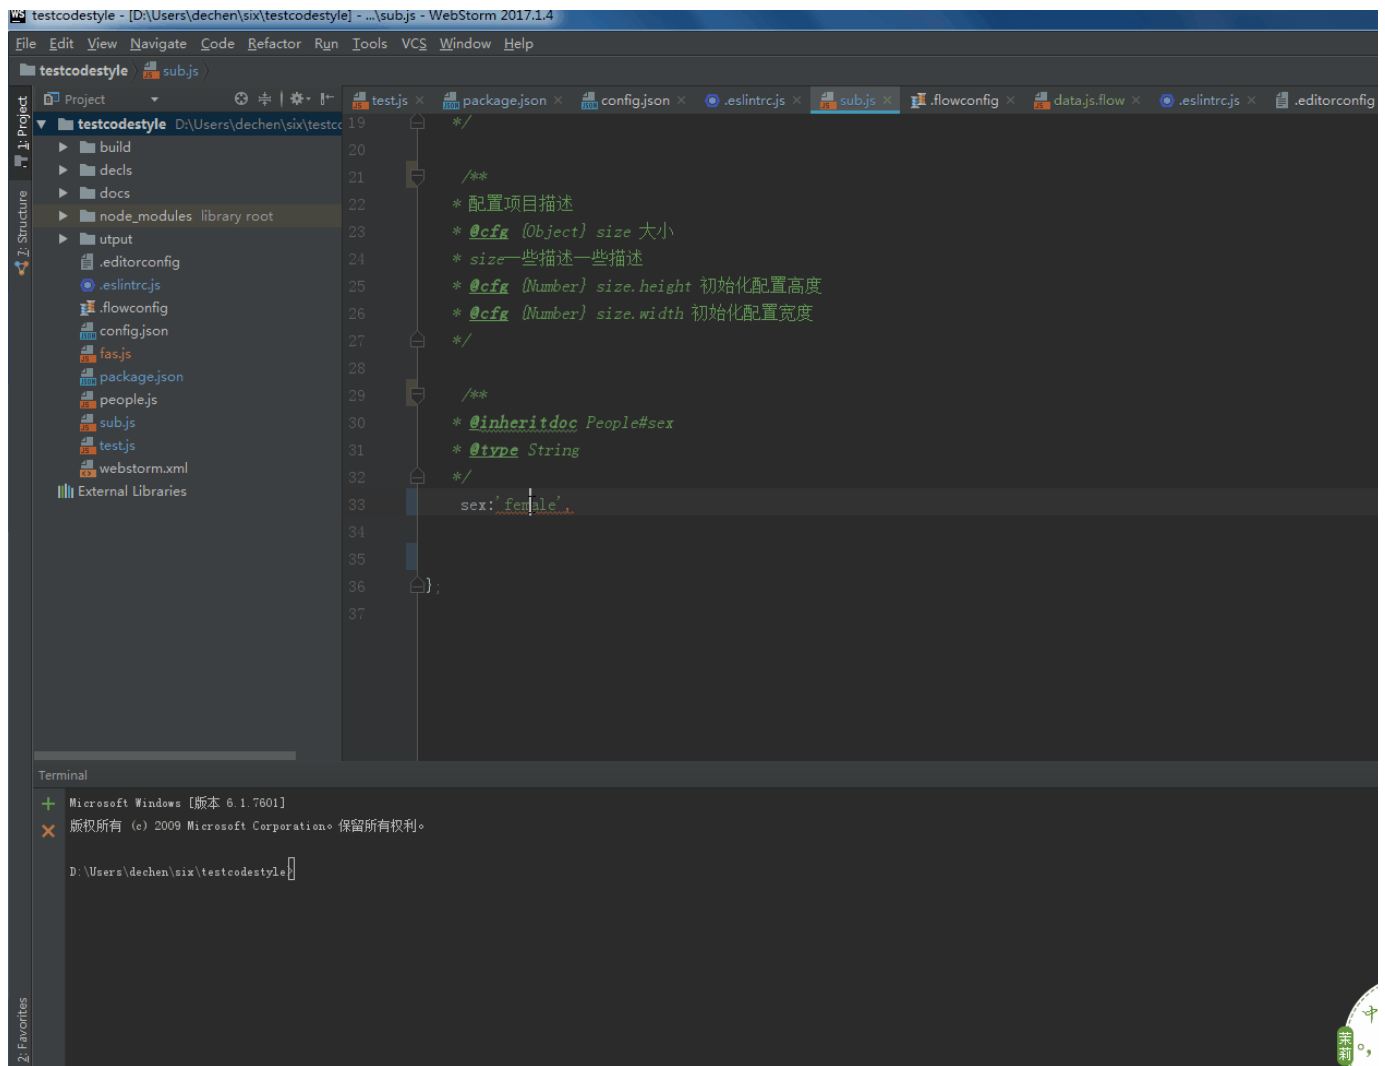 WS testcodestyle - [D:\Users\dechen\six\testcodestyle] - ...\sub.js - WebStorm 2017.1.4
File Edit View Navigate Code Refactor Run Tools VCS Window Help
testcodestyle sub.js
Project
test.js package.json config.json .eslintrc.js sub.js .flowconfig data.js.flow .eslintrc.js .editorconfig
1: Project
7: Structure
2: Favorites
testcodestyle D:\Users\dechen\six\testco
build
decls
docs
node_modules library root
utput
.editorconfig
.eslintrc.js
.flowconfig
config.json
fas.js
package.json
people.js
sub.js
test.js
webstorm.xml
External Libraries
19 */
20
21 /**
22 * 配置项目描述
23 * @cfg {Object} size 大小
24 * size一些描述一些描述
25 * @cfg {Number} size.height 初始化配置高度
26 * @cfg {Number} size.width 初始化配置宽度
27 */
28
29 /**
30 * @inheritdoc People#sex
31 * @type String
32 */
33 sex:'female',
34
35
36 };
37
Terminal
Microsoft Windows [版本 6.1.7601]
版权所有 (c) 2009 Microsoft Corporation。保留所有权利。
D:\Users\dechen\six\testcodestyle>
中
茉莉
。,